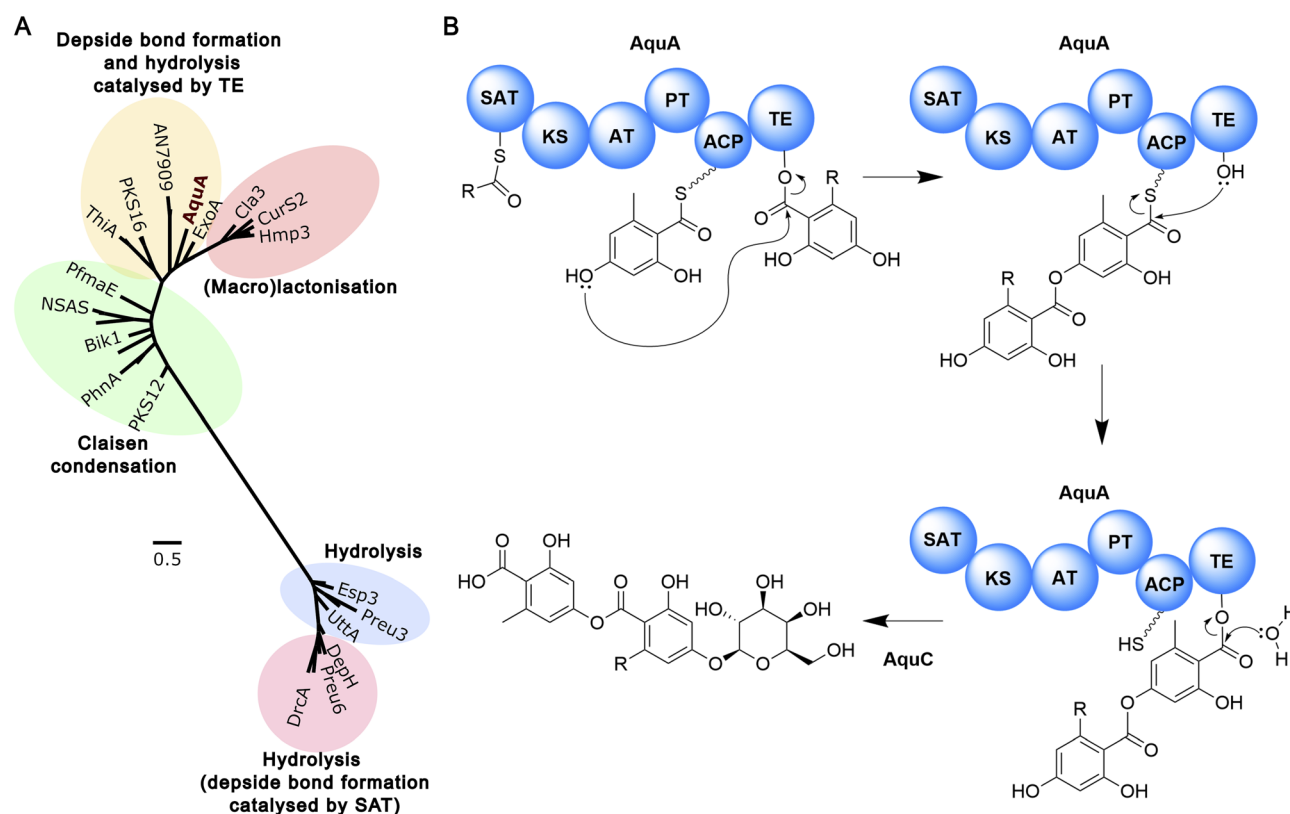 A
Depside bond formation
and hydrolysis
catalysed by TE
AN7909
PKS16
ThiA
AquA
ExoA
Cla3
CurS2
Hmp3
(Macro)lactonisation
PfmaE
NSAS
Bik1
PhnA
PKS12
Claisen
condensation
0.5
Hydrolysis
Esp3
Preu3
UttA
DepH
Preu6
DrcA
Hydrolysis
(depside bond formation
catalysed by SAT)
B
AquA
SAT
KS
AT
PT
ACP
TE
S
R
O
S
O
HO
OH
O
O
R
OH
OH
AquA
SAT
KS
AT
PT
ACP
TE
OH
S
O
OH
O
R
O
HO
OH
AquA
SAT
KS
AT
PT
ACP
TE
HS
O
O
H
O
H
OH
O
R
O
HO
OH
AquC
O
OH
HO
O
O
OH
R
O
HO
OH
OH
O
OH